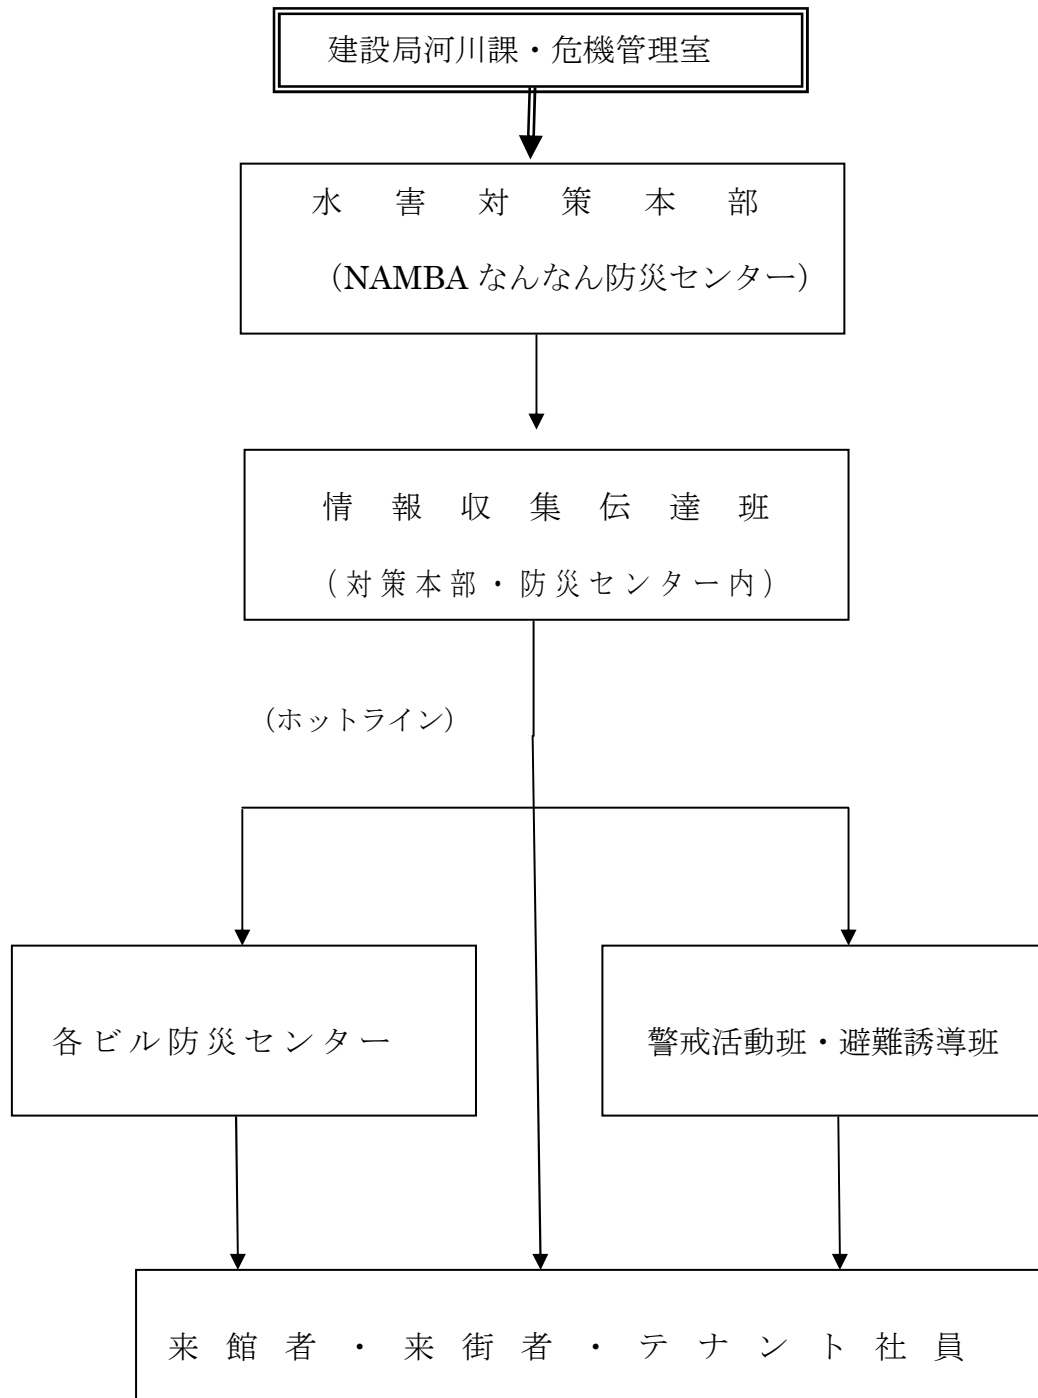 建設局河川課・危機管理室
水害対策本部
（NAMBA なんなん防災センター）
情報収集伝達班
（対策本部・防災センター内）
（ホットライン）
各ビル防災センター
警戒活動班・避難誘導班
来館者・来街者・テナント社員